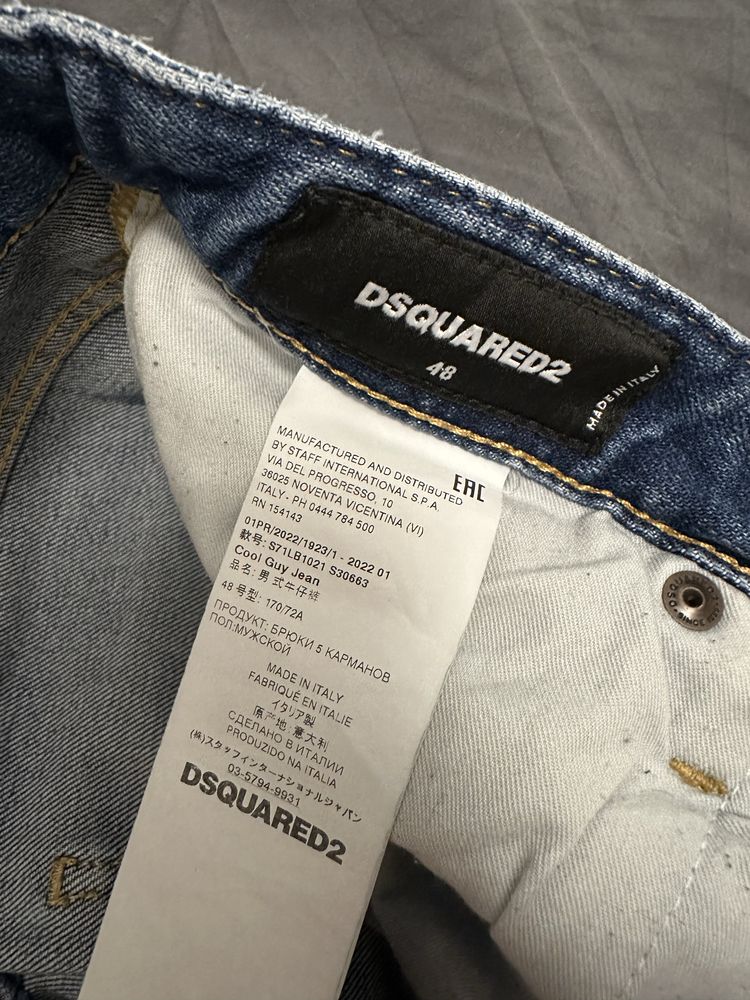 DSQUARED2
48
MADE IN ITALY
MANUFACTURED AND DISTRIBUTED
BY STAFF INTERNATIONAL S.P.A.
VIA DEL PROGRESSO, 10
36025 NOVENTA VICENTINA (VI)
ITALY - PH 0444 784 500
RN 154143
EAC
01PR/2022/1923/1 - 2022 01
款号: S71LB1021 S30663
Cool Guy Jean
品名: 男式牛仔裤
48 号型: 170/72A
ПРОДУКТ: БРЮКИ 5 КАРМАНОВ
ПОЛ:МУЖСКОЙ
MADE IN ITALY
FABRIQUÉ EN ITALIE
イタリア製
原产地: 意大利
СДЕЛАНО В ИТАЛИИ
PRODUZIDO NA ITALIA
(株)スタッフインターナショナルジャパン
03-5794-9931
DSQUARED2
DSQUARED2
SINCE